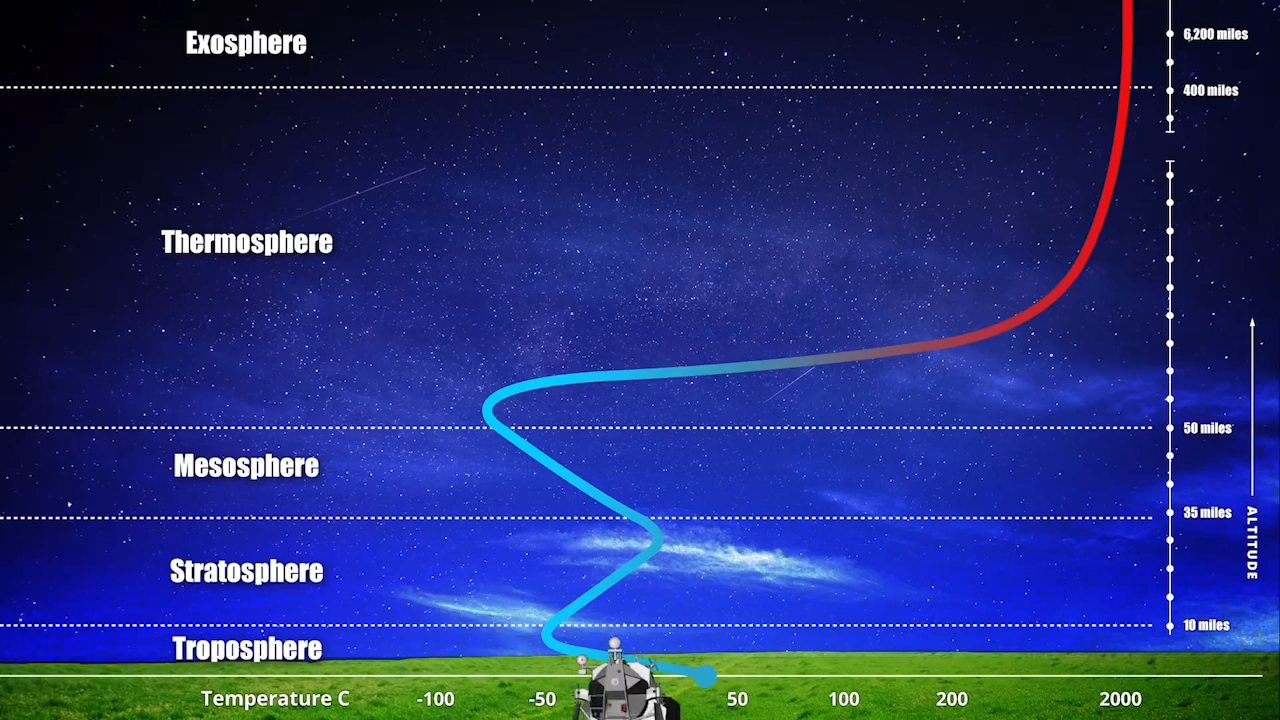 Exosphere
6,200 miles
400 miles
Thermosphere
50 miles
Mesosphere
35 miles
ALTITUDE
Stratosphere
10 miles
Troposphere
Temperature C -100 -50 50 100 200 2000